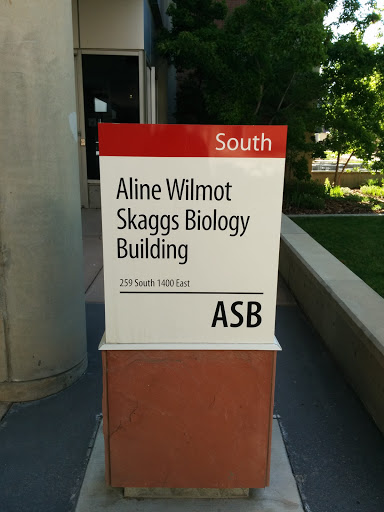 South
Aline Wilmot
Skaggs Biology
Building
259 South 1400 East
ASB